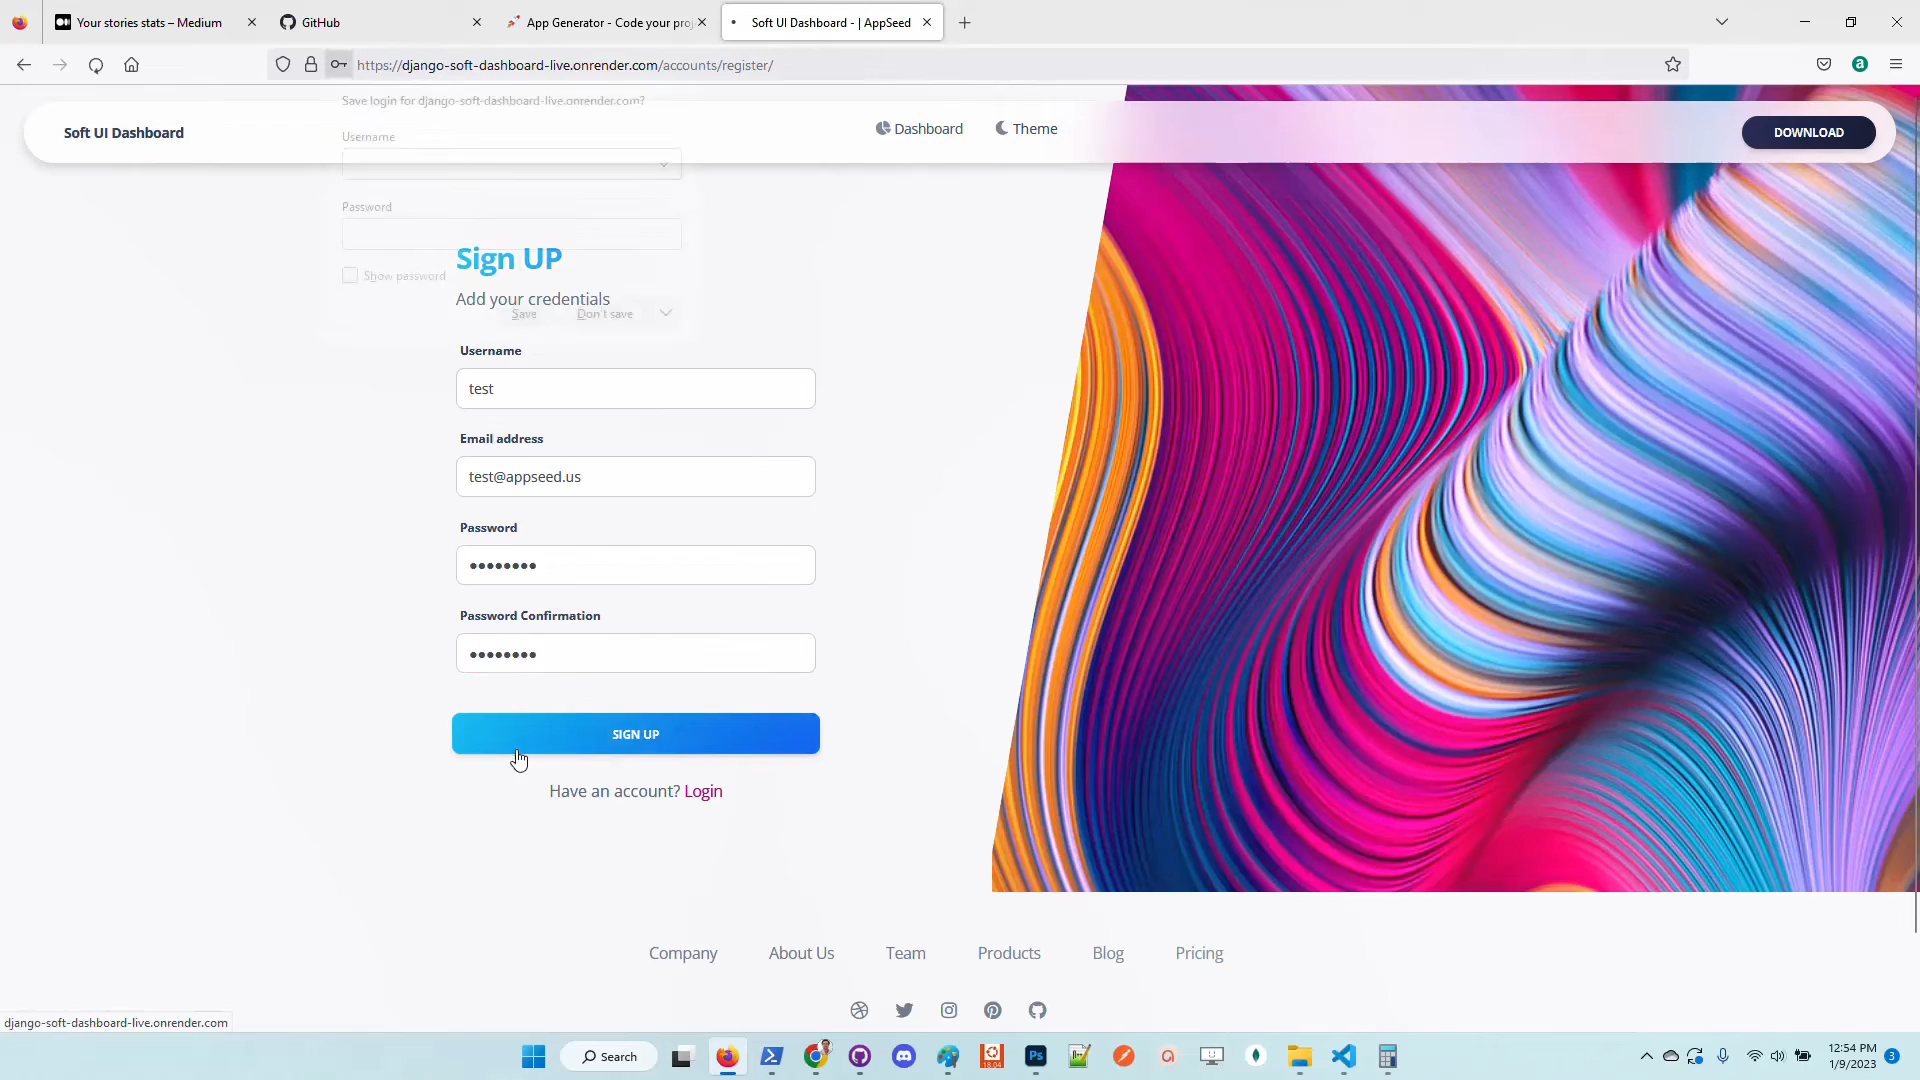 Your stories stats – Medium
GitHub
App Generator - Code your proj
Soft UI Dashboard - | AppSeed
https://django-soft-dashboard-live.onrender.com/accounts/register/
a
Save login for django-soft-dashboard-live.onrender.com?
Username
Password
Show password
Save
Don't save
Soft UI Dashboard
Dashboard
Theme
DOWNLOAD
Sign UP
Add your credentials
Username
test
Email address
test@appseed.us
Password
••••••••
Password Confirmation
••••••••
SIGN UP
Have an account? Login
Company
About Us
Team
Products
Blog
Pricing
django-soft-dashboard-live.onrender.com
Search
18.04
Ps
12:54 PM
1/9/2023
3